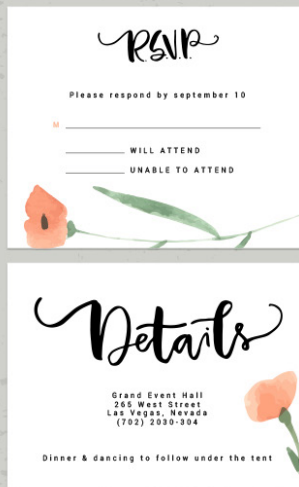 R.S.V.P.
Please respond by september 10
M
WILL ATTEND
UNABLE TO ATTEND
Details
Grand Event Hall
265 West Street
Las Vegas, Nevada
(702) 2030-304
Dinner & dancing to follow under the tent